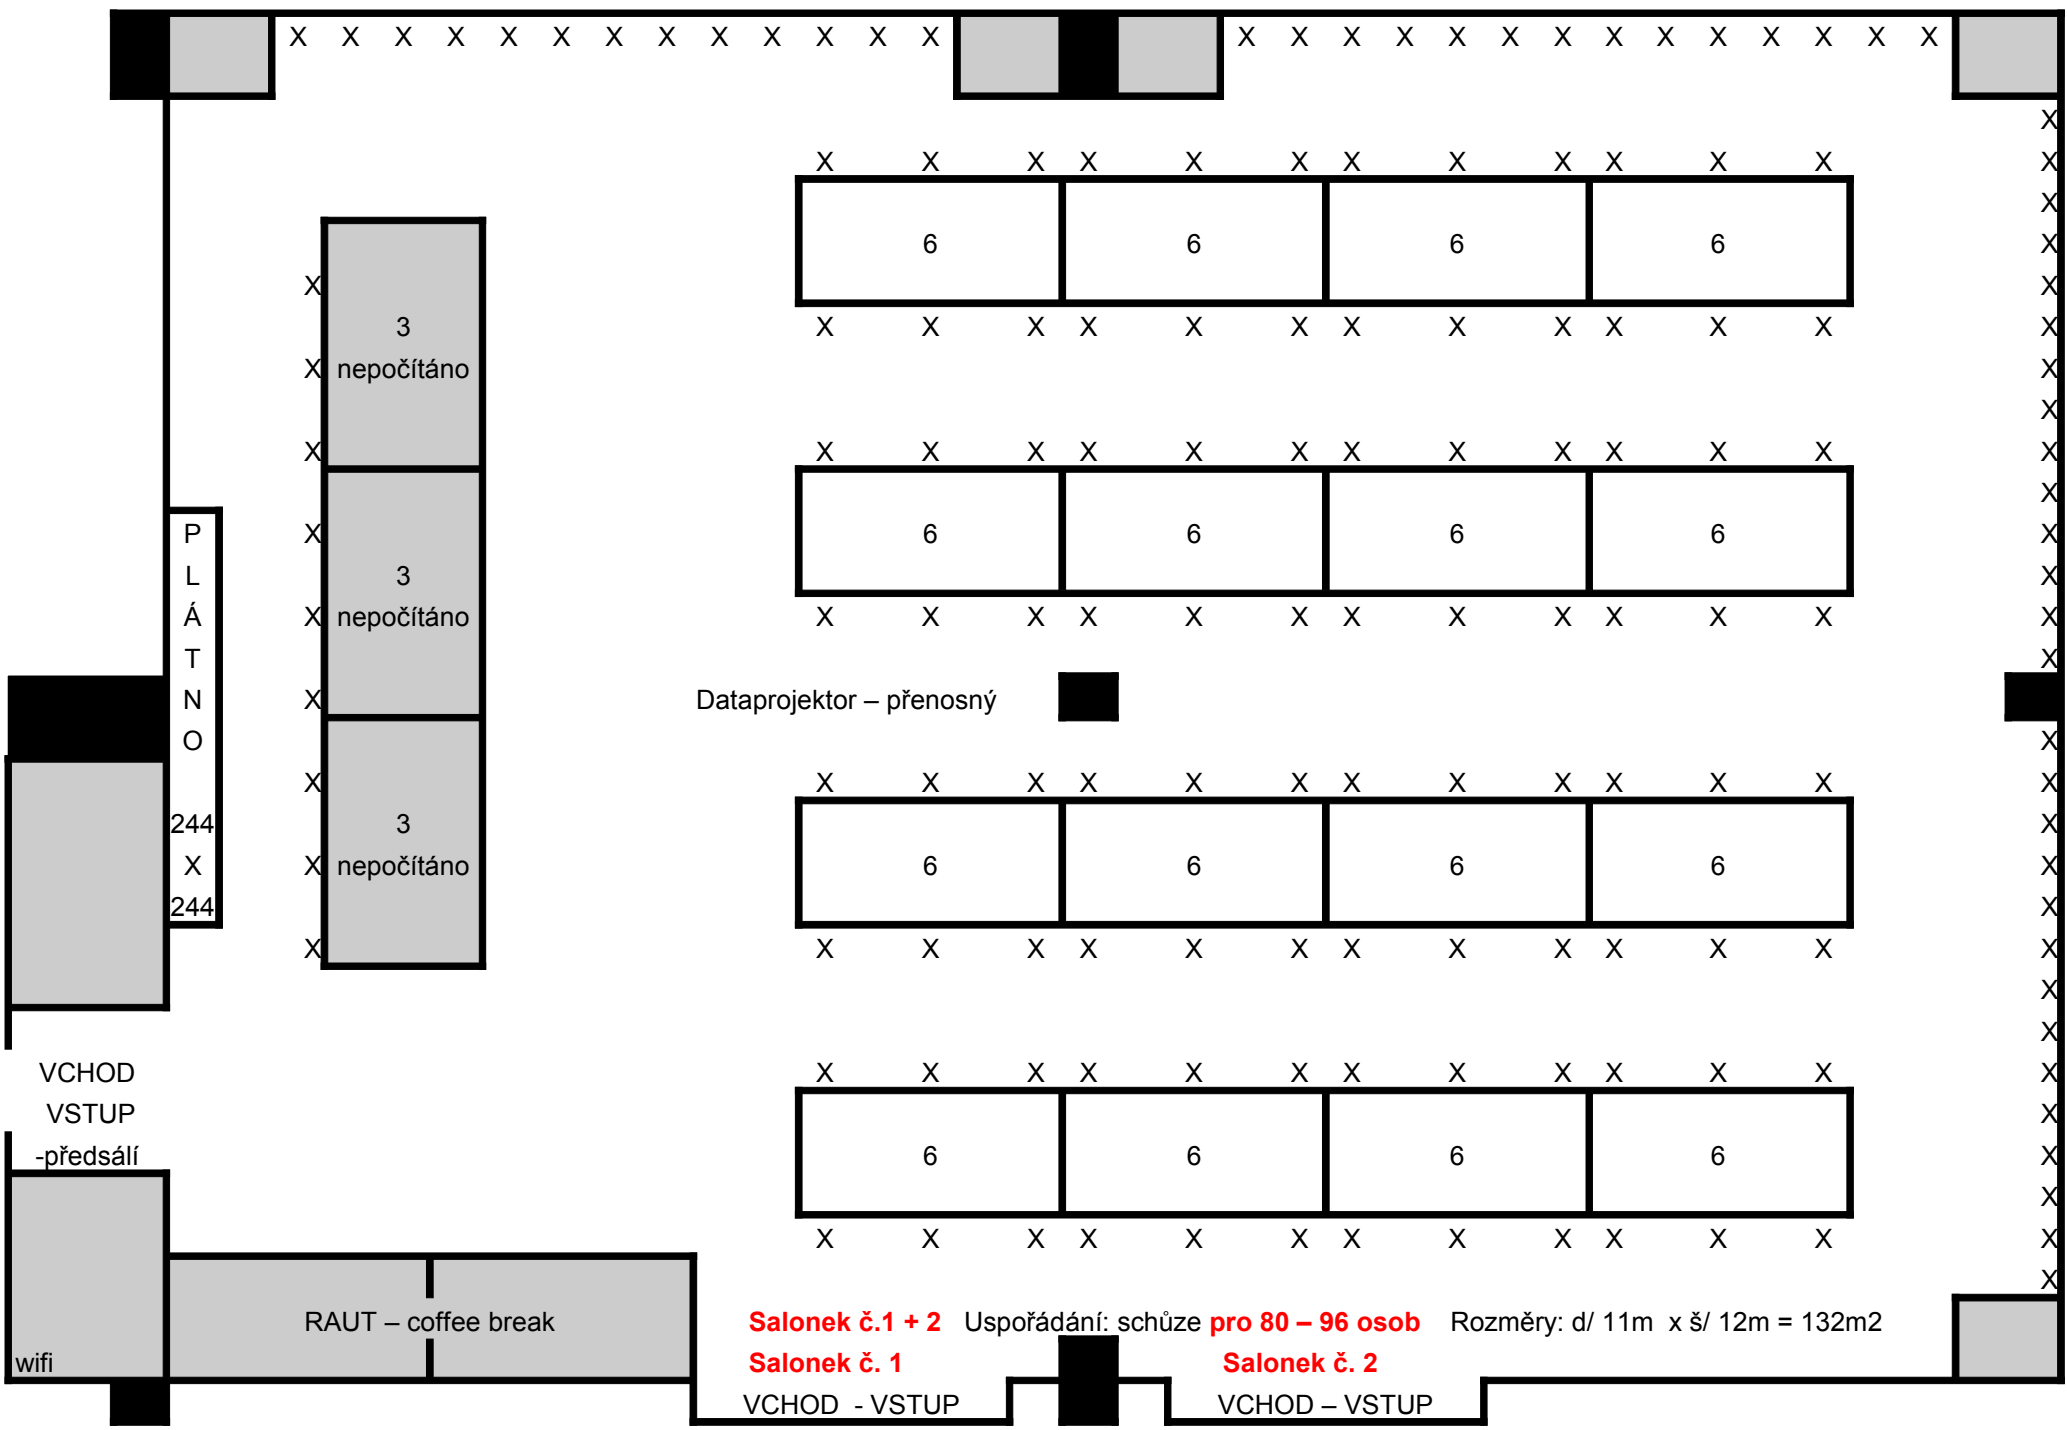 X X X X X X X X X X X X X X X X X X X X X X X X X X X
X
X X X X X X X X X X X X X
X
6 6 6 6 X
X X
3 X X X X X X X X X X X X X
X nepočítáno X
X
X X X X X X X X X X X X X X
X
P X 6 6 6 6 X
L 3 X
Á X nepočítáno X X X X X X X X X X X X X
T X
N X Dataprojektor – přenosný
O X
X X X X X X X X X X X X X X
244 3 X
X X nepočítáno 6 6 6 6 X
244 X
X X X X X X X X X X X X X X
X
X
VCHOD X X X X X X X X X X X X X
VSTUP X
-předsálí 6 6 6 6 X
X
X X X X X X X X X X X X X
X
RAUT – coffee break Salonek č.1 + 2 Uspořádání: schůze pro 80 – 96 osob Rozměry: d/ 11m x š/ 12m = 132m2
wifi Salonek č. 1 Salonek č. 2
VCHOD - VSTUP VCHOD – VSTUP